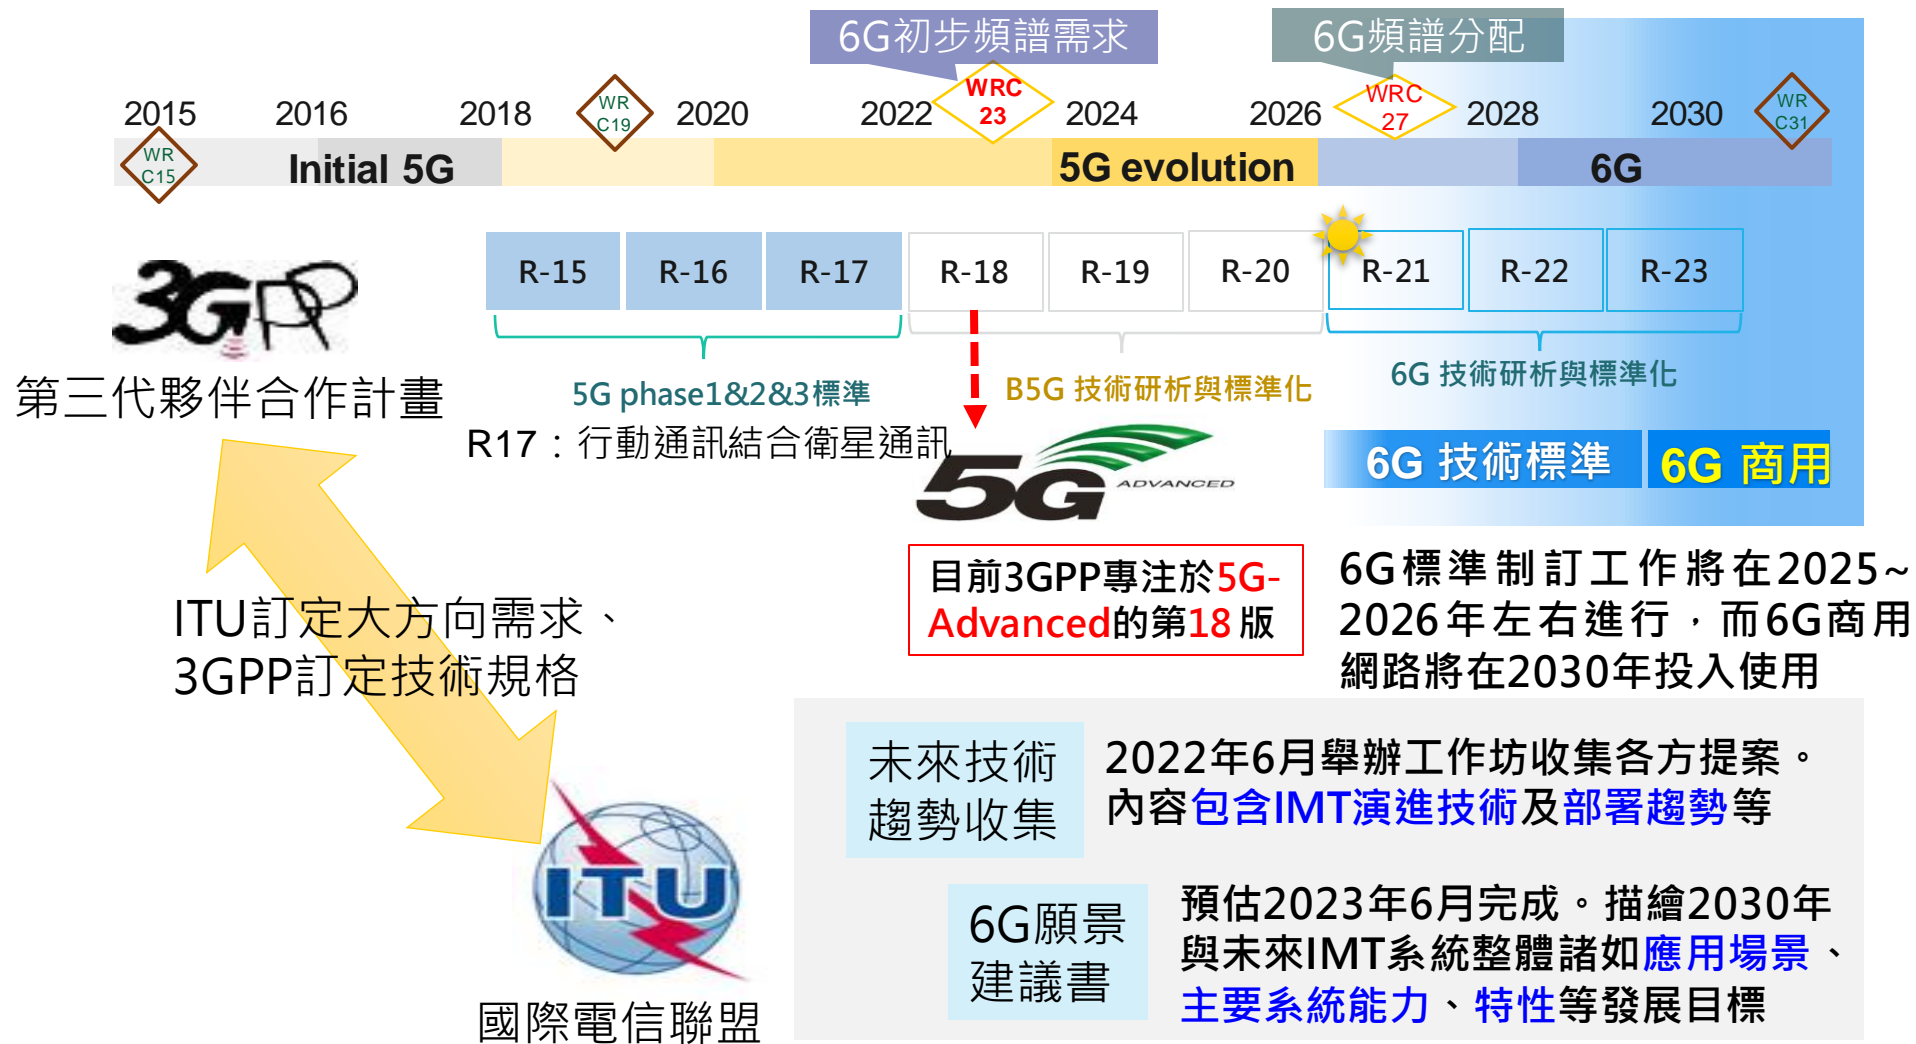 6G初步頻譜需求
6G頻譜分配
2015
2016
2018
WR
C19
2020
2022
WRC
23
2024
2026
WRC
27
2028
2030
WR
C31
WR
C15
Initial 5G
5G evolution
6G
3GPP
R-15
R-16
R-17
R-18
R-19
R-20
R-21
R-22
R-23
第三代夥伴合作計畫
5G phase1&2&3標準
B5G 技術研析與標準化
6G 技術研析與標準化
R17：行動通訊結合衛星通訊
5G
ADVANCED
6G 技術標準
6G 商用
目前3GPP專注於5G-
Advanced的第18 版
6G標準制訂工作將在2025~
2026年左右進行，而6G商用
網路將在2030年投入使用
ITU訂定大方向需求、
3GPP訂定技術規格
ITU
國際電信聯盟
未來技術
趨勢收集
2022年6月舉辦工作坊收集各方提案。
內容包含IMT演進技術及部署趨勢等
6G願景
建議書
預估2023年6月完成。描繪2030年
與未來IMT系統整體諸如應用場景、
主要系統能力、特性等發展目標